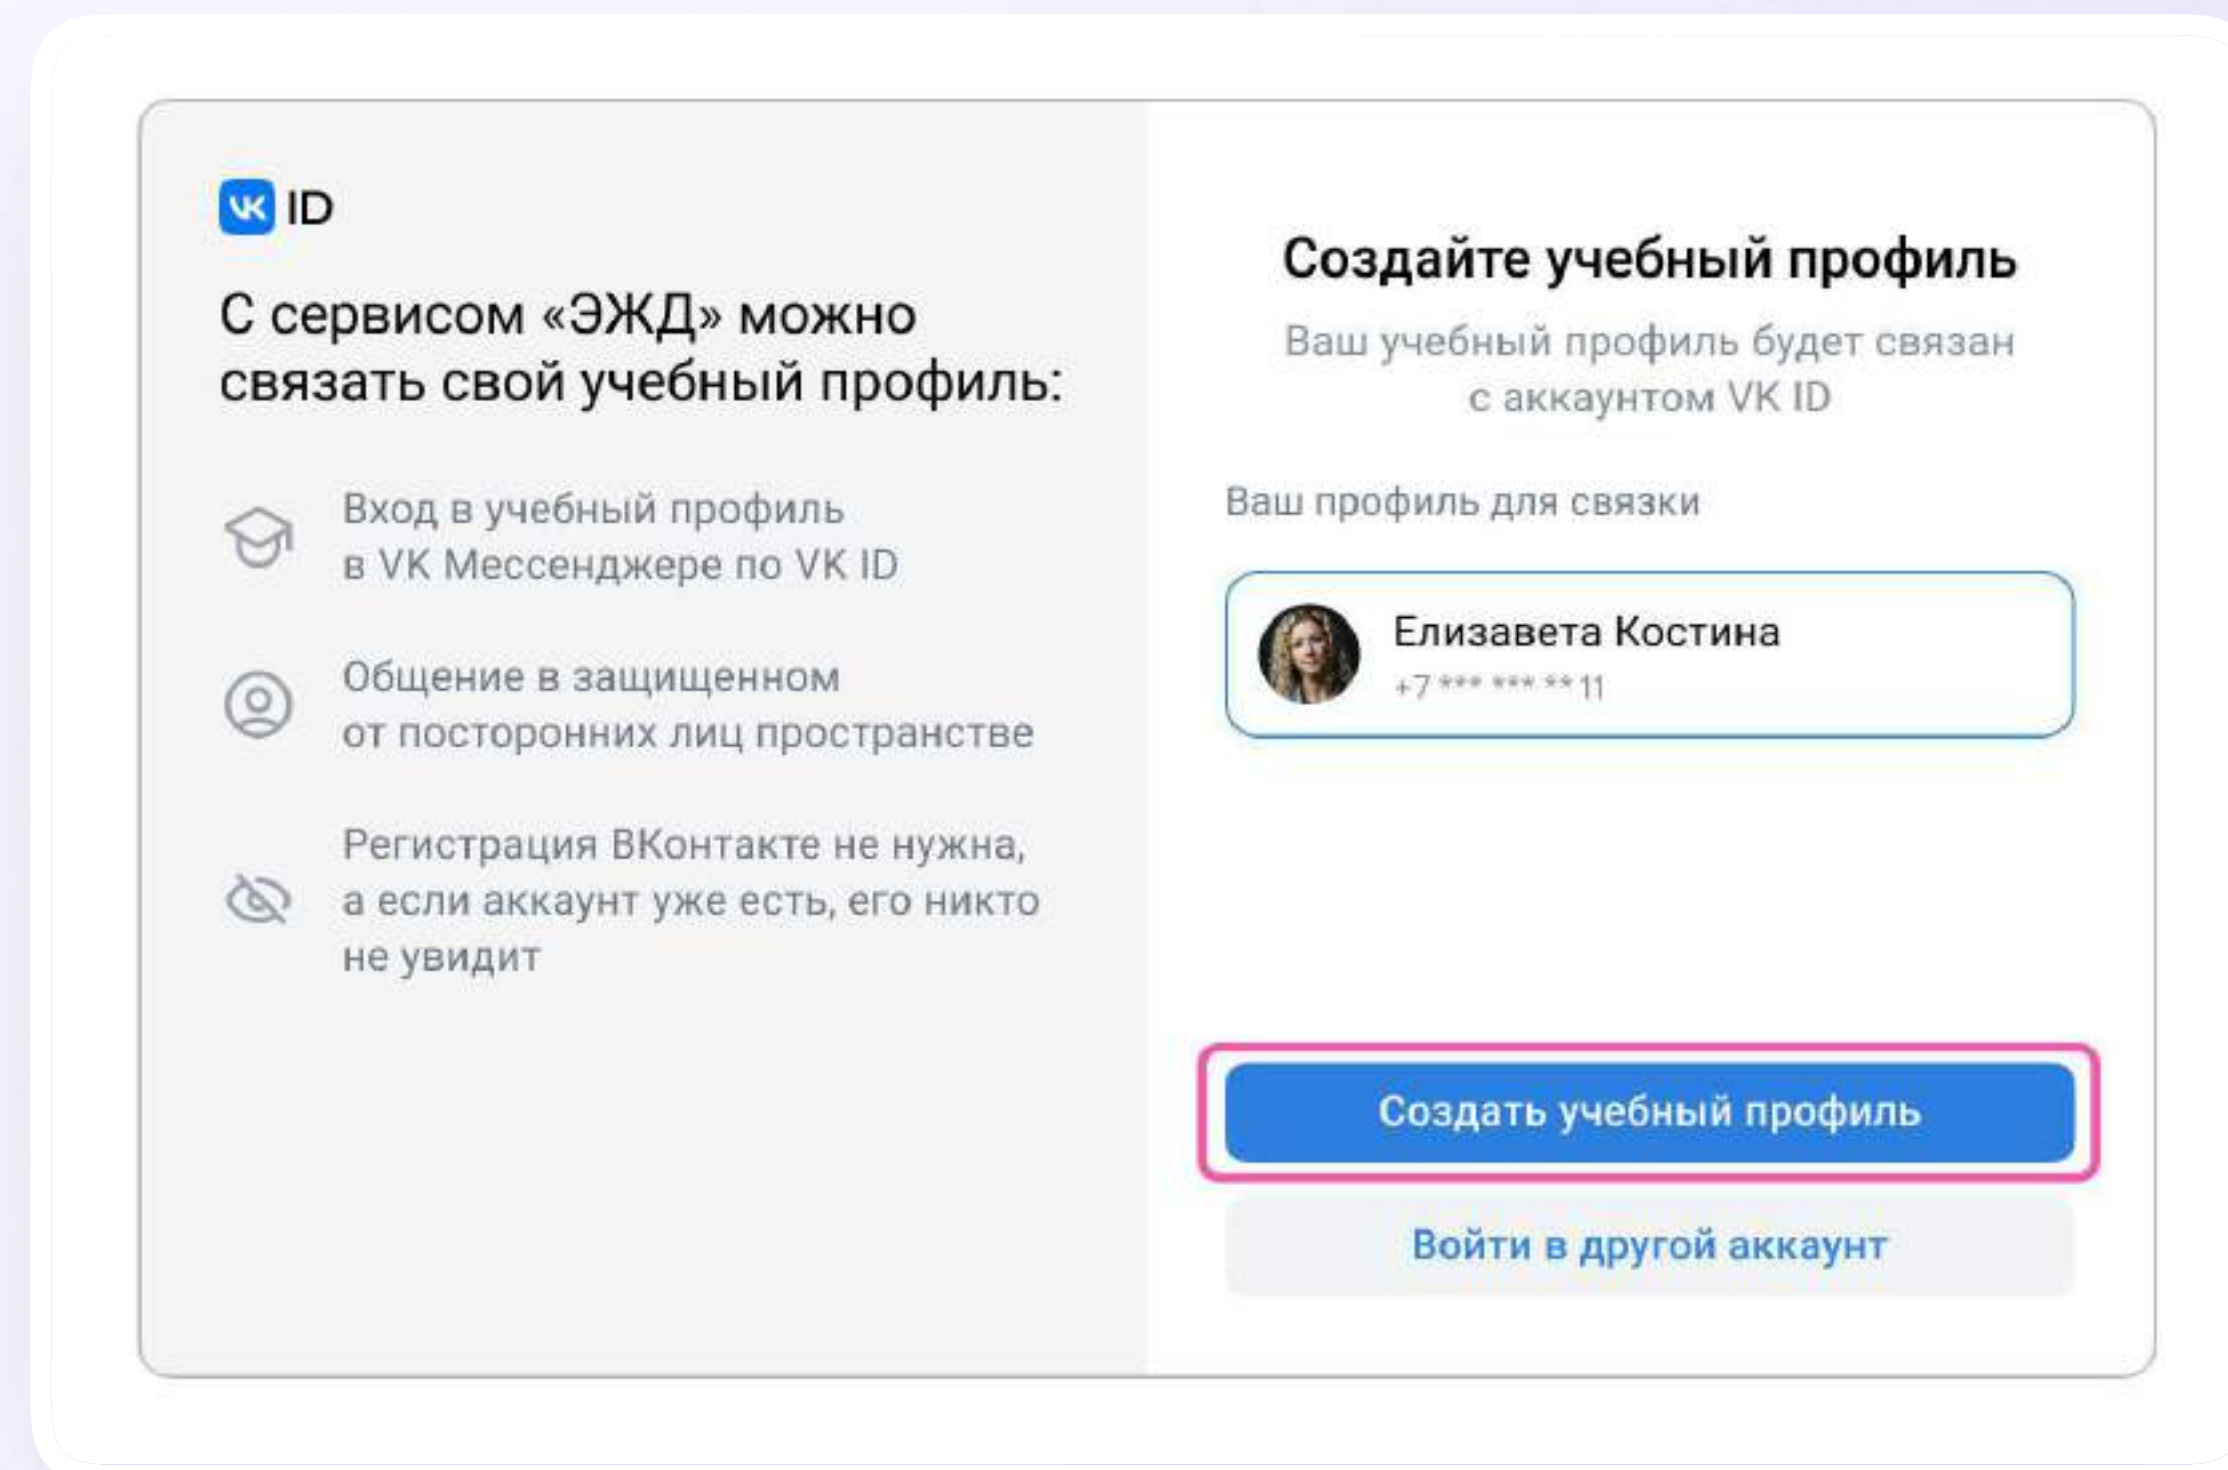 VK ID
С сервисом «ЭЖД» можно
связать свой учебный профиль:
Вход в учебный профиль
в VK Мессенджере по VK ID
Общение в защищенном
от посторонних лиц пространстве
Регистрация ВКонтакте не нужна,
а если аккаунт уже есть, его никто
не увидит
Создайте учебный профиль
Ваш учебный профиль будет связан
с аккаунтом VK ID
Ваш профиль для связки
Елизавета Костина
+7 *** *** ** 11
Создать учебный профиль
Войти в другой аккаунт